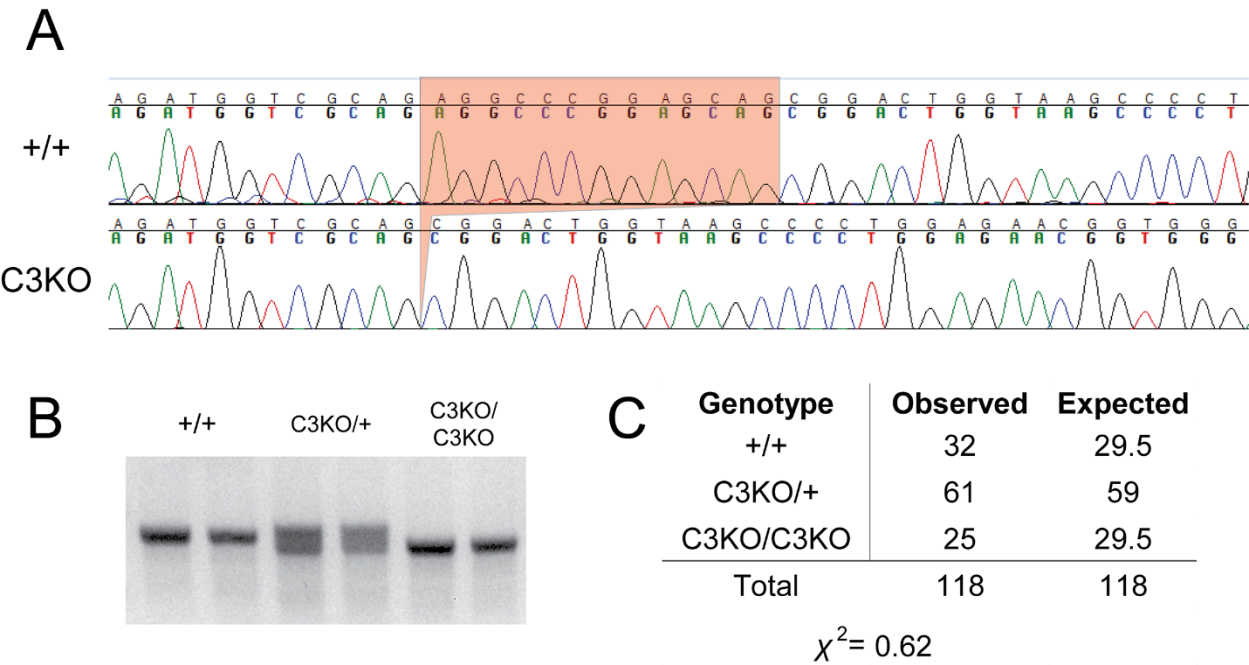 A
A G A T G G T C G C A G A G G C C C G G A G C A G C G G A C T G G T A A G C C C C T
A G A T G G T C G C A G A G G C C C G G A G C A G C G G A C T G G T A A G C C C C T
+/+
A G A T G G T C G C A G C G G A C T G G T A A G C C C C T G G A G A A C G G T G G G
A G A T G G T C G C A G C G G A C T G G T A A G C C C C T G G A G A A C G G T G G G
C3KO
B
+/+ C3KO/+ C3KO/
C3KO
C
Genotype Observed Expected
+/+ 32 29.5
C3KO/+ 61 59
C3KO/C3KO 25 29.5
Total 118 118
χ²= 0.62